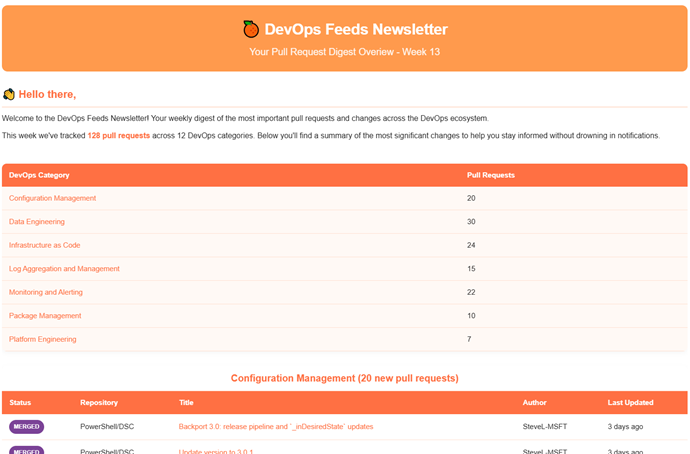 DevOps Feeds Newsletter
Your Pull Request Digest Overiew - Week 13
Hello there,
Welcome to the DevOps Feeds Newsletter! Your weekly digest of the most important pull requests and changes across the DevOps ecosystem.
This week we've tracked 128 pull requests across 12 DevOps categories. Below you'll find a summary of the most significant changes to help you stay informed without drowning in notifications.
DevOps Category Pull Requests
Configuration Management 20
Data Engineering 30
Infrastructure as Code 24
Log Aggregation and Management 15
Monitoring and Alerting 22
Package Management 10
Platform Engineering 7
Configuration Management (20 new pull requests)
Status Repository Title Author Last Updated
MERGED PowerShell/DSC Backport 3.0: release pipeline and `_inDesiredState` updates SteveL-MSFT 3 days ago
MERGED PowerShell/DSC Update version to 3.0.1 SteveL-MSFT 3 days ago